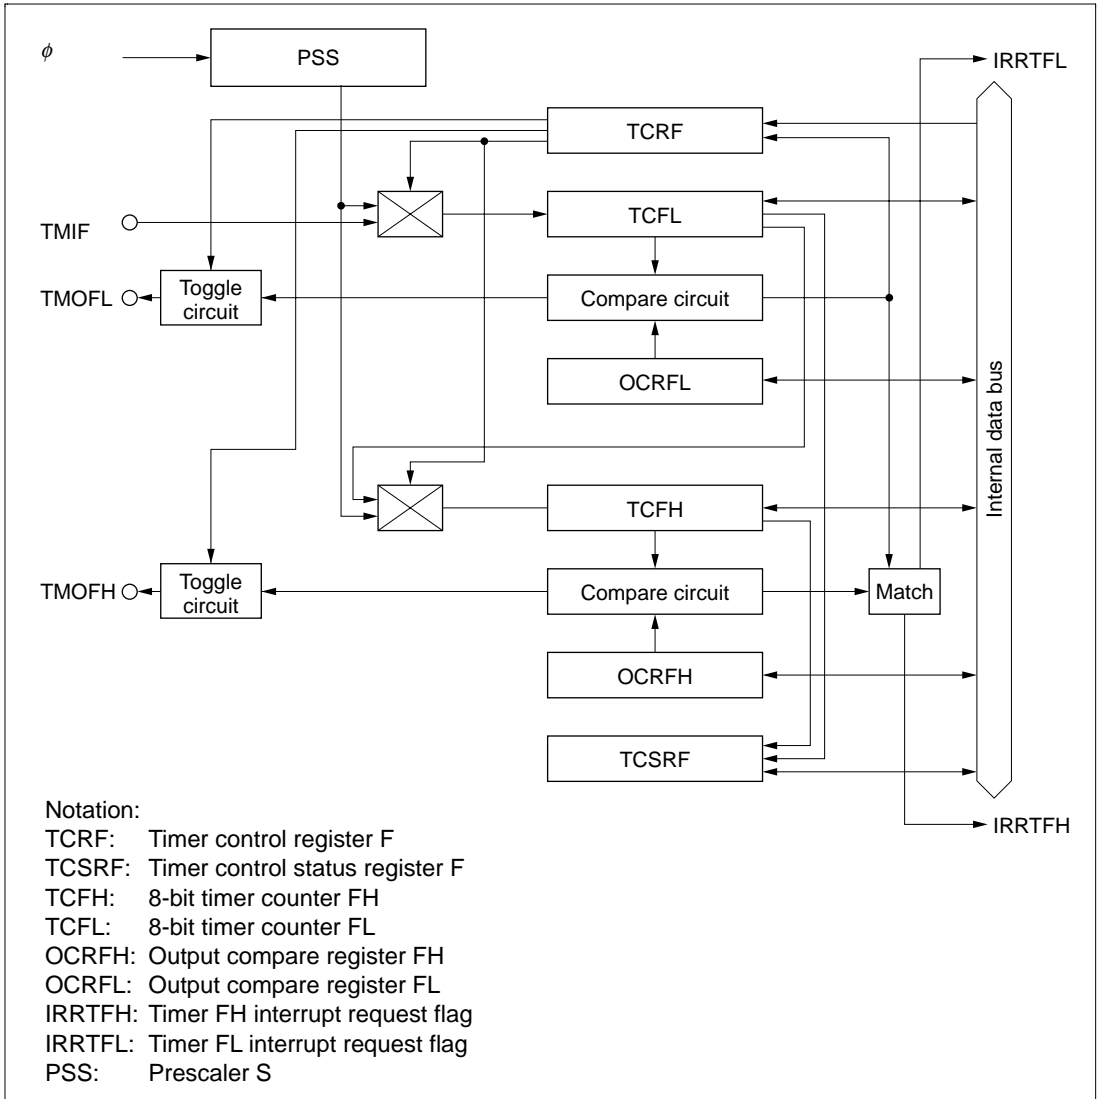 ϕ
PSS
IRRTFL
TCRF
TMIF
TCFL
TMOFL
Toggle
circuit
Compare circuit
OCRFL
Internal data bus
TCFH
TMOFH
Toggle
circuit
Compare circuit
Match
OCRFH
TCSRF
IRRTFH
Notation:
TCRF: Timer control register F
TCSRF: Timer control status register F
TCFH: 8-bit timer counter FH
TCFL: 8-bit timer counter FL
OCRFH: Output compare register FH
OCRFL: Output compare register FL
IRRTFH: Timer FH interrupt request flag
IRRTFL: Timer FL interrupt request flag
PSS: Prescaler S